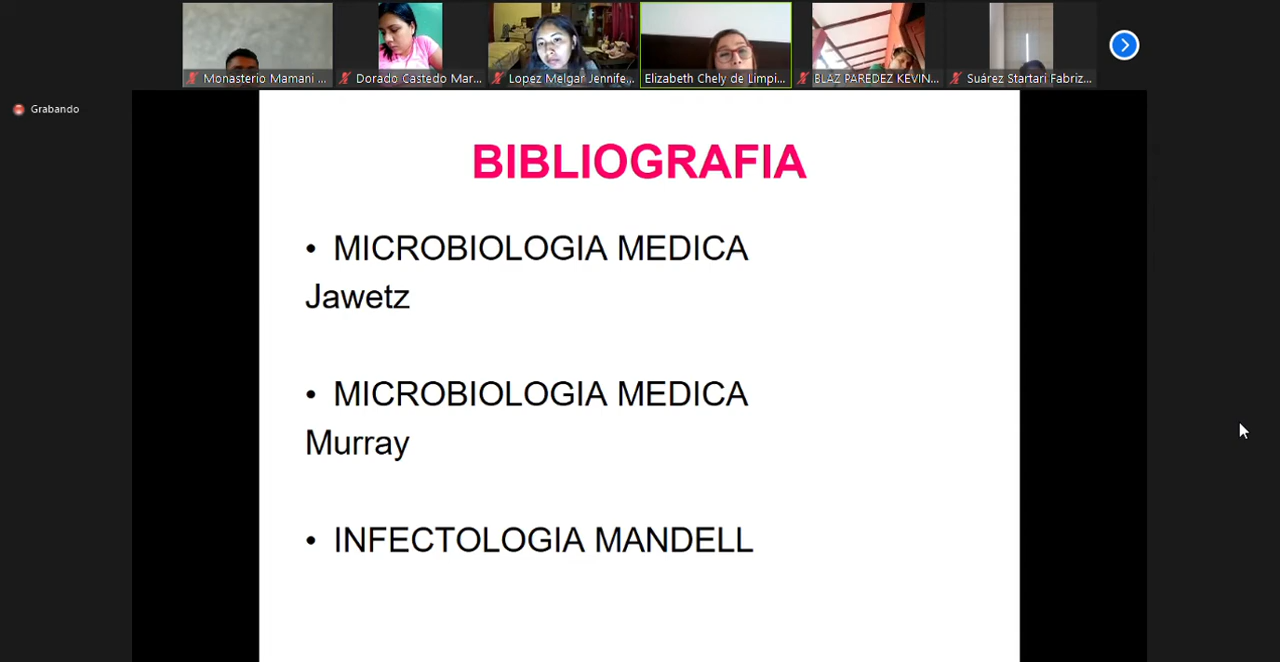 Monasterio Mamani ...
Dorado Castedo Mar...
Lopez Melgar Jennife...
Elizabeth Chely de Limpi...
BLAZ PAREDEZ KEVIN...
Suárez Startari Fabriz...
Grabando
BIBLIOGRAFIA
• MICROBIOLOGIA MEDICA
Jawetz
• MICROBIOLOGIA MEDICA
Murray
• INFECTOLOGIA MANDELL